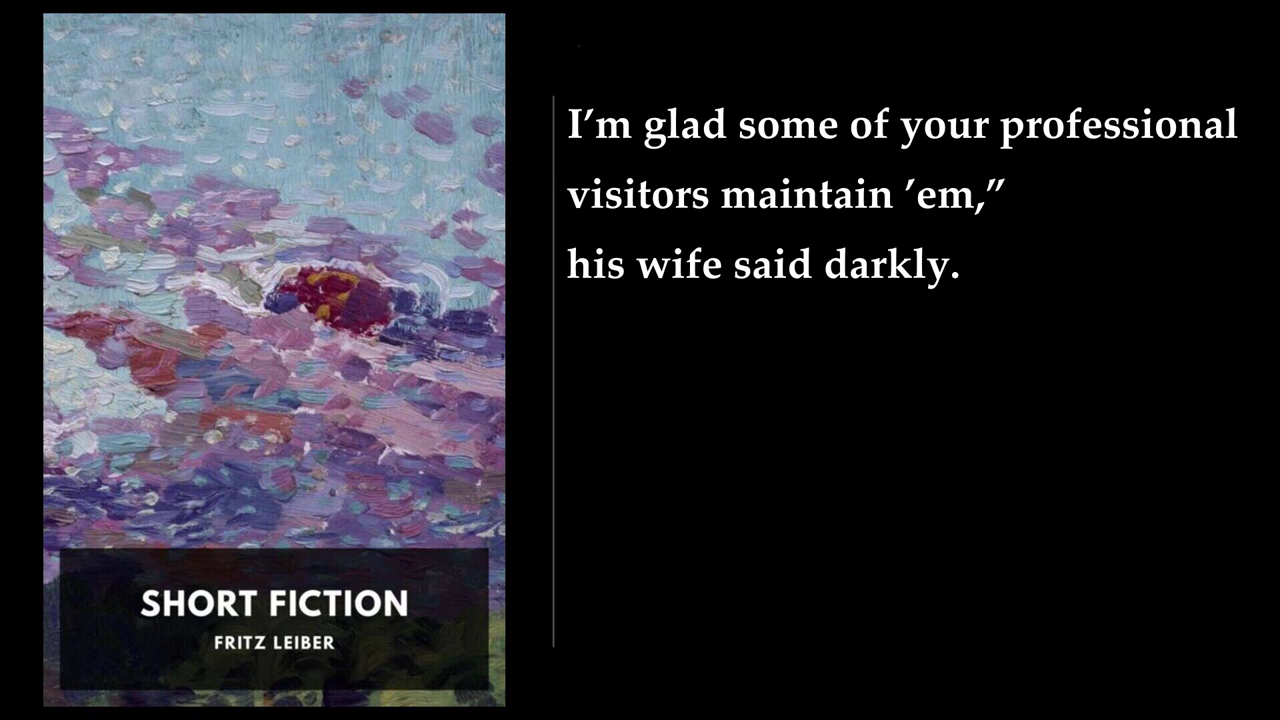 I’m glad some of your professional
visitors maintain ’em,”
his wife said darkly.
SHORT FICTION
FRITZ LEIBER